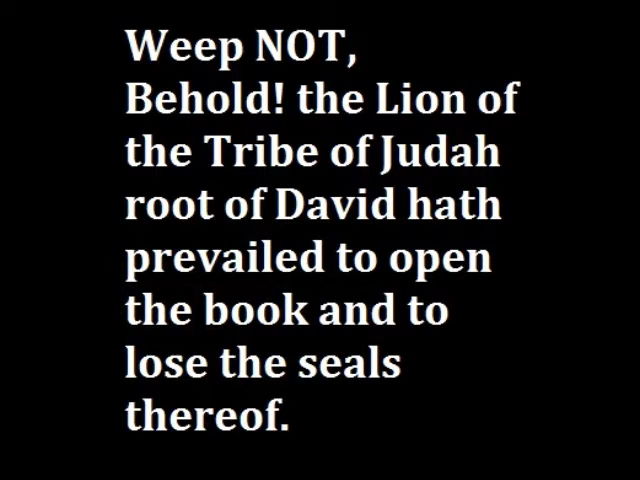 Weep NOT,
Behold! the Lion of
the Tribe of Judah
root of David hath
prevailed to open
the book and to
lose the seals
thereof.